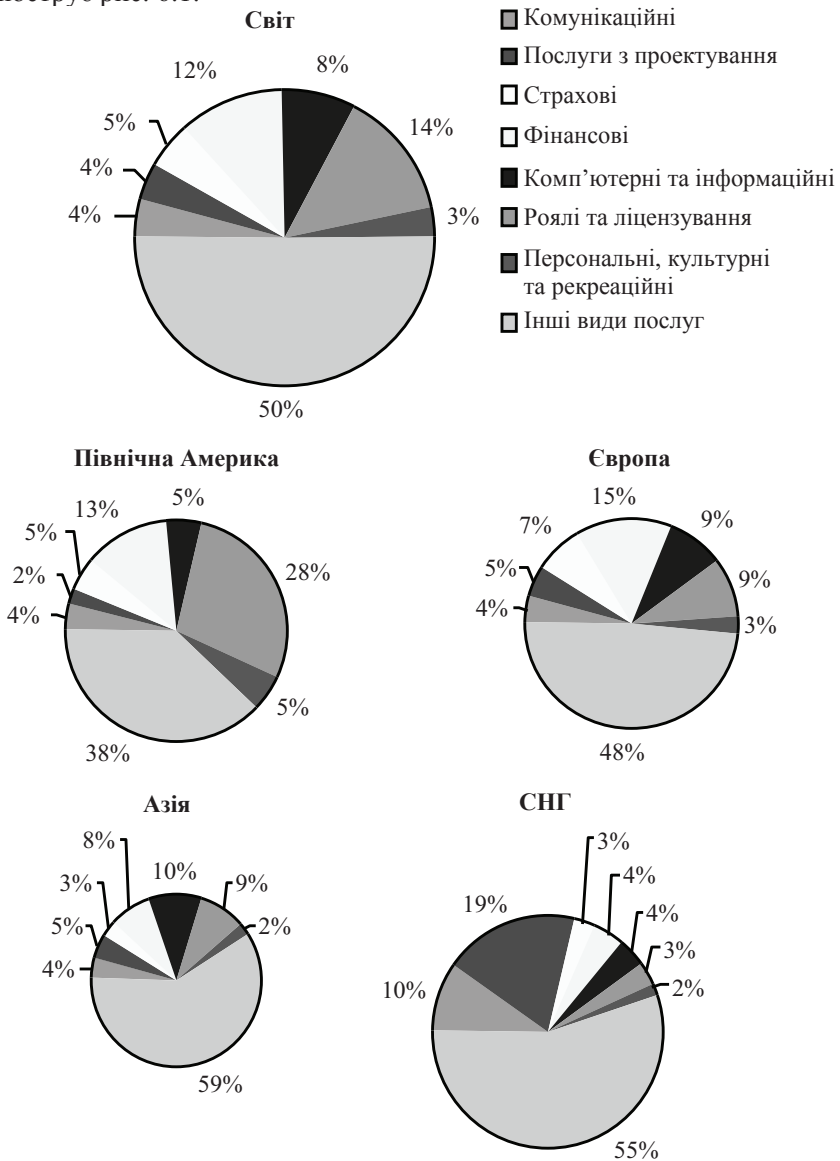 Світ
12%
8%
5%
14%
4%
4%
3%
50%
Комунікаційні
Послуги з проектування
Страхові
Фінансові
Комп’ютерні та інформаційні
Роялі та ліцензування
Персональні, культурні
та рекреаційні
Інші види послуг
Північна Америка
13%
5%
5%
28%
2%
4%
5%
38%
Європа
15%
9%
7%
5%
9%
4%
3%
48%
Азія
8%
10%
3%
9%
5%
2%
4%
59%
СНГ
3%
4%
19%
4%
3%
10%
2%
55%